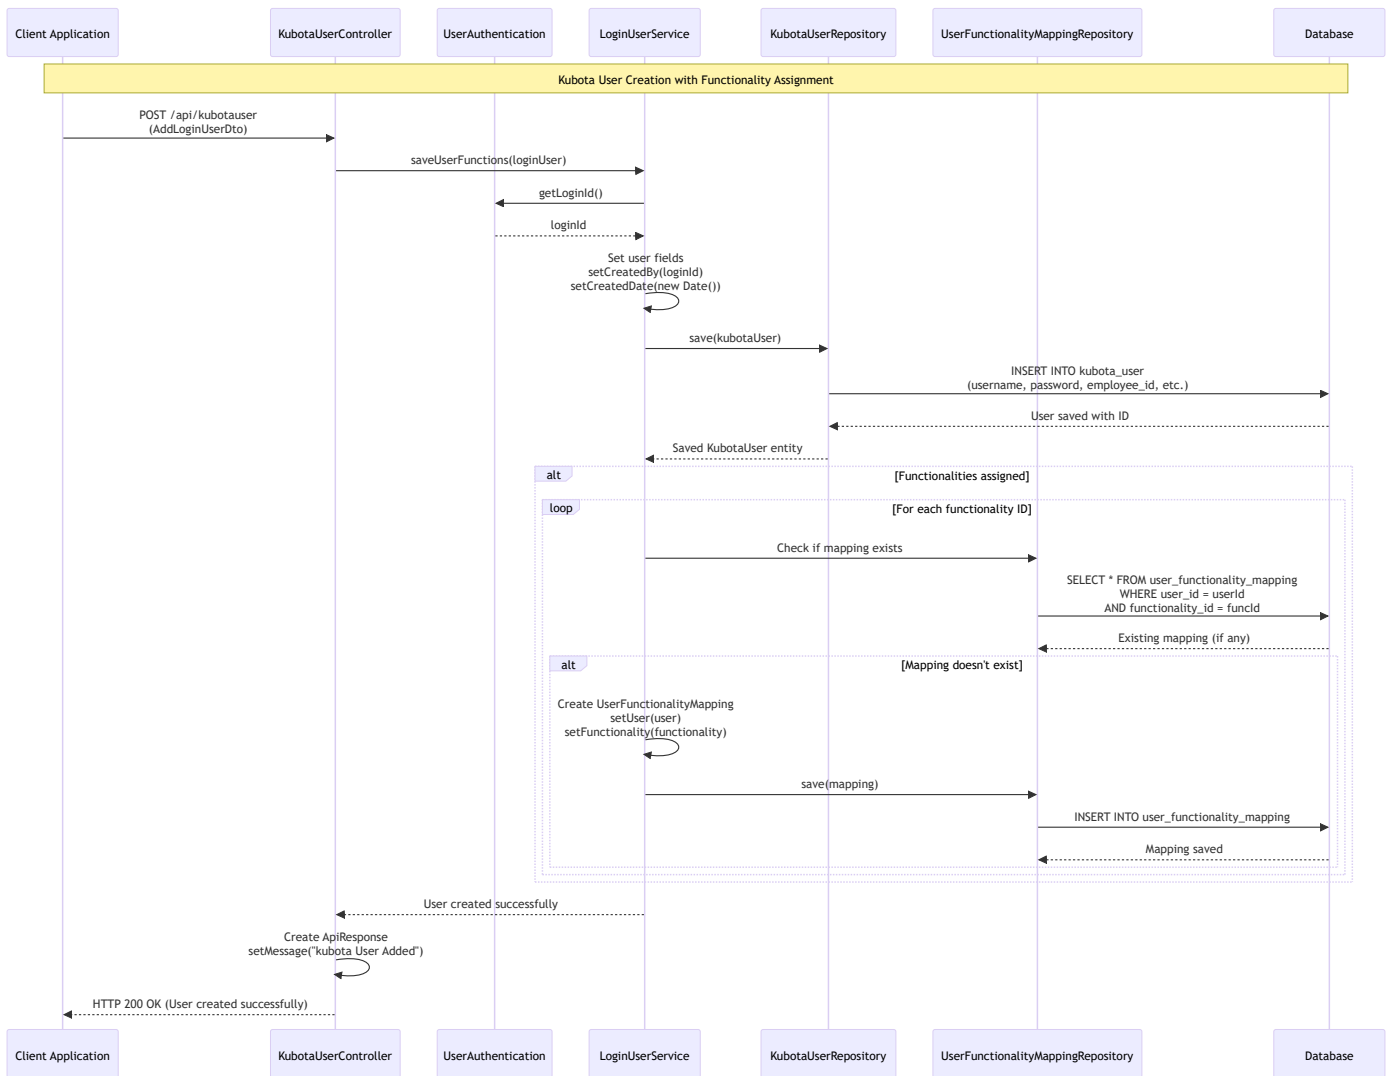 Client Application
KubotaUserController
UserAuthentication
LoginUserService
KubotaUserRepository
UserFunctionalityMappingRepository
Database
Kubota User Creation with Functionality Assignment
POST /api/kubotauser
(AddLoginUserDto)
saveUserFunctions(loginUser)
getLoginId()
loginId
Set user fields
setCreatedBy(loginId)
setCreatedDate(new Date())
save(kubotaUser)
INSERT INTO kubota_user
(username, password, employee_id, etc.)
User saved with ID
Saved KubotaUser entity
alt
[Functionalities assigned]
loop
[For each functionality ID]
Check if mapping exists
SELECT * FROM user_functionality_mapping
WHERE user_id = userId
AND functionality_id = funcId
Existing mapping (if any)
alt
[Mapping doesn't exist]
Create UserFunctionalityMapping
setUser(user)
setFunctionality(functionality)
save(mapping)
INSERT INTO user_functionality_mapping
Mapping saved
User created successfully
Create ApiResponse
setMessage("kubota User Added")
HTTP 200 OK (User created successfully)
Client Application
KubotaUserController
UserAuthentication
LoginUserService
KubotaUserRepository
UserFunctionalityMappingRepository
Database